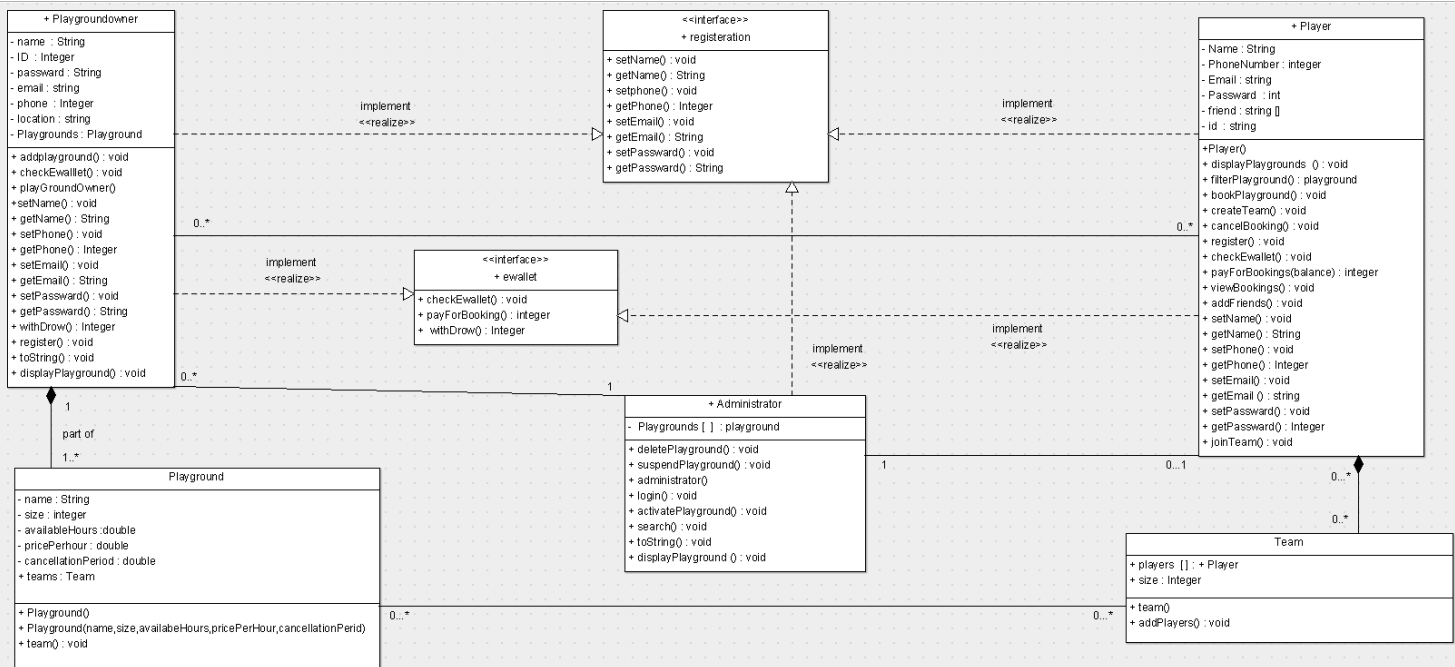 + Playgroundowner
- name : String
- ID : Integer
- passward : String
- email : string
- phone : Integer
- location : string
- Playgrounds : Playground
+ addplayground() : void
+ checkEwalllet() : void
+ playGroundOwner()
+setName() : void
+ getName() : String
+ setPhone() : void
+ getPhone() : Integer
+ setEmail() : void
+ getEmail() : String
+ setPassward() : void
+ getPassward() : String
+ withDrow() : Integer
+ register() : void
+ toString() : void
+ displayPlayground() : void
implement
<<realize>>
<<interface>>
+ registeration
+ setName() : void
+ getName() : String
+ setphone() : void
+ getPhone() : Integer
+ setEmail() : void
+ getEmail() : String
+ setPassward() : void
+ getPassward() : String
implement
<<realize>>
+ Player
- Name : String
- PhoneNumber : integer
- Email : string
- Passward : int
- friend : string []
- id : string
+Player()
+ displayPlaygrounds () : void
+ filterPlayground() : playground
+ bookPlayground() : void
+ createTeam() : void
+ cancelBooking() : void
+ register() : void
+ checkEwallet() : void
+ payForBookings(balance) : integer
+ viewBookings() : void
+ addFriends() : void
+ setName() : void
+ getName() : String
+ setPhone() : void
+ getPhone() : Integer
+ setEmail() : void
+ getEmail () : string
+ setPassward() : void
+ getPassward() : Integer
+ joinTeam() : void
0..*
0..*
implement
<<realize>>
<<interface>>
+ ewallet
+ checkEwallet() : void
+ payForBooking() : integer
+ withDrow() : Integer
implement
<<realize>>
implement
<<realize>>
0..*
1
+ Administrator
- Playgrounds [ ] : playground
+ deletePlayground() : void
+ suspendPlayground() : void
+ administrator()
+ login() : void
+ activatePlayground() : void
+ search() : void
+ toString() : void
+ displayPlayground () : void
1
0...1
1
part of
1..*
Playground
- name : String
- size : integer
- availableHours :double
- pricePerhour : double
- cancellationPeriod : double
+ teams : Team
+ Playground()
+ Playground(name,size,availabeHours,pricePerHour,cancellationPerid)
+ team() : void
0...*
0...*
0...*
0...*
Team
+ players [] : + Player
+ size : Integer
+ team()
+ addPlayers() : void